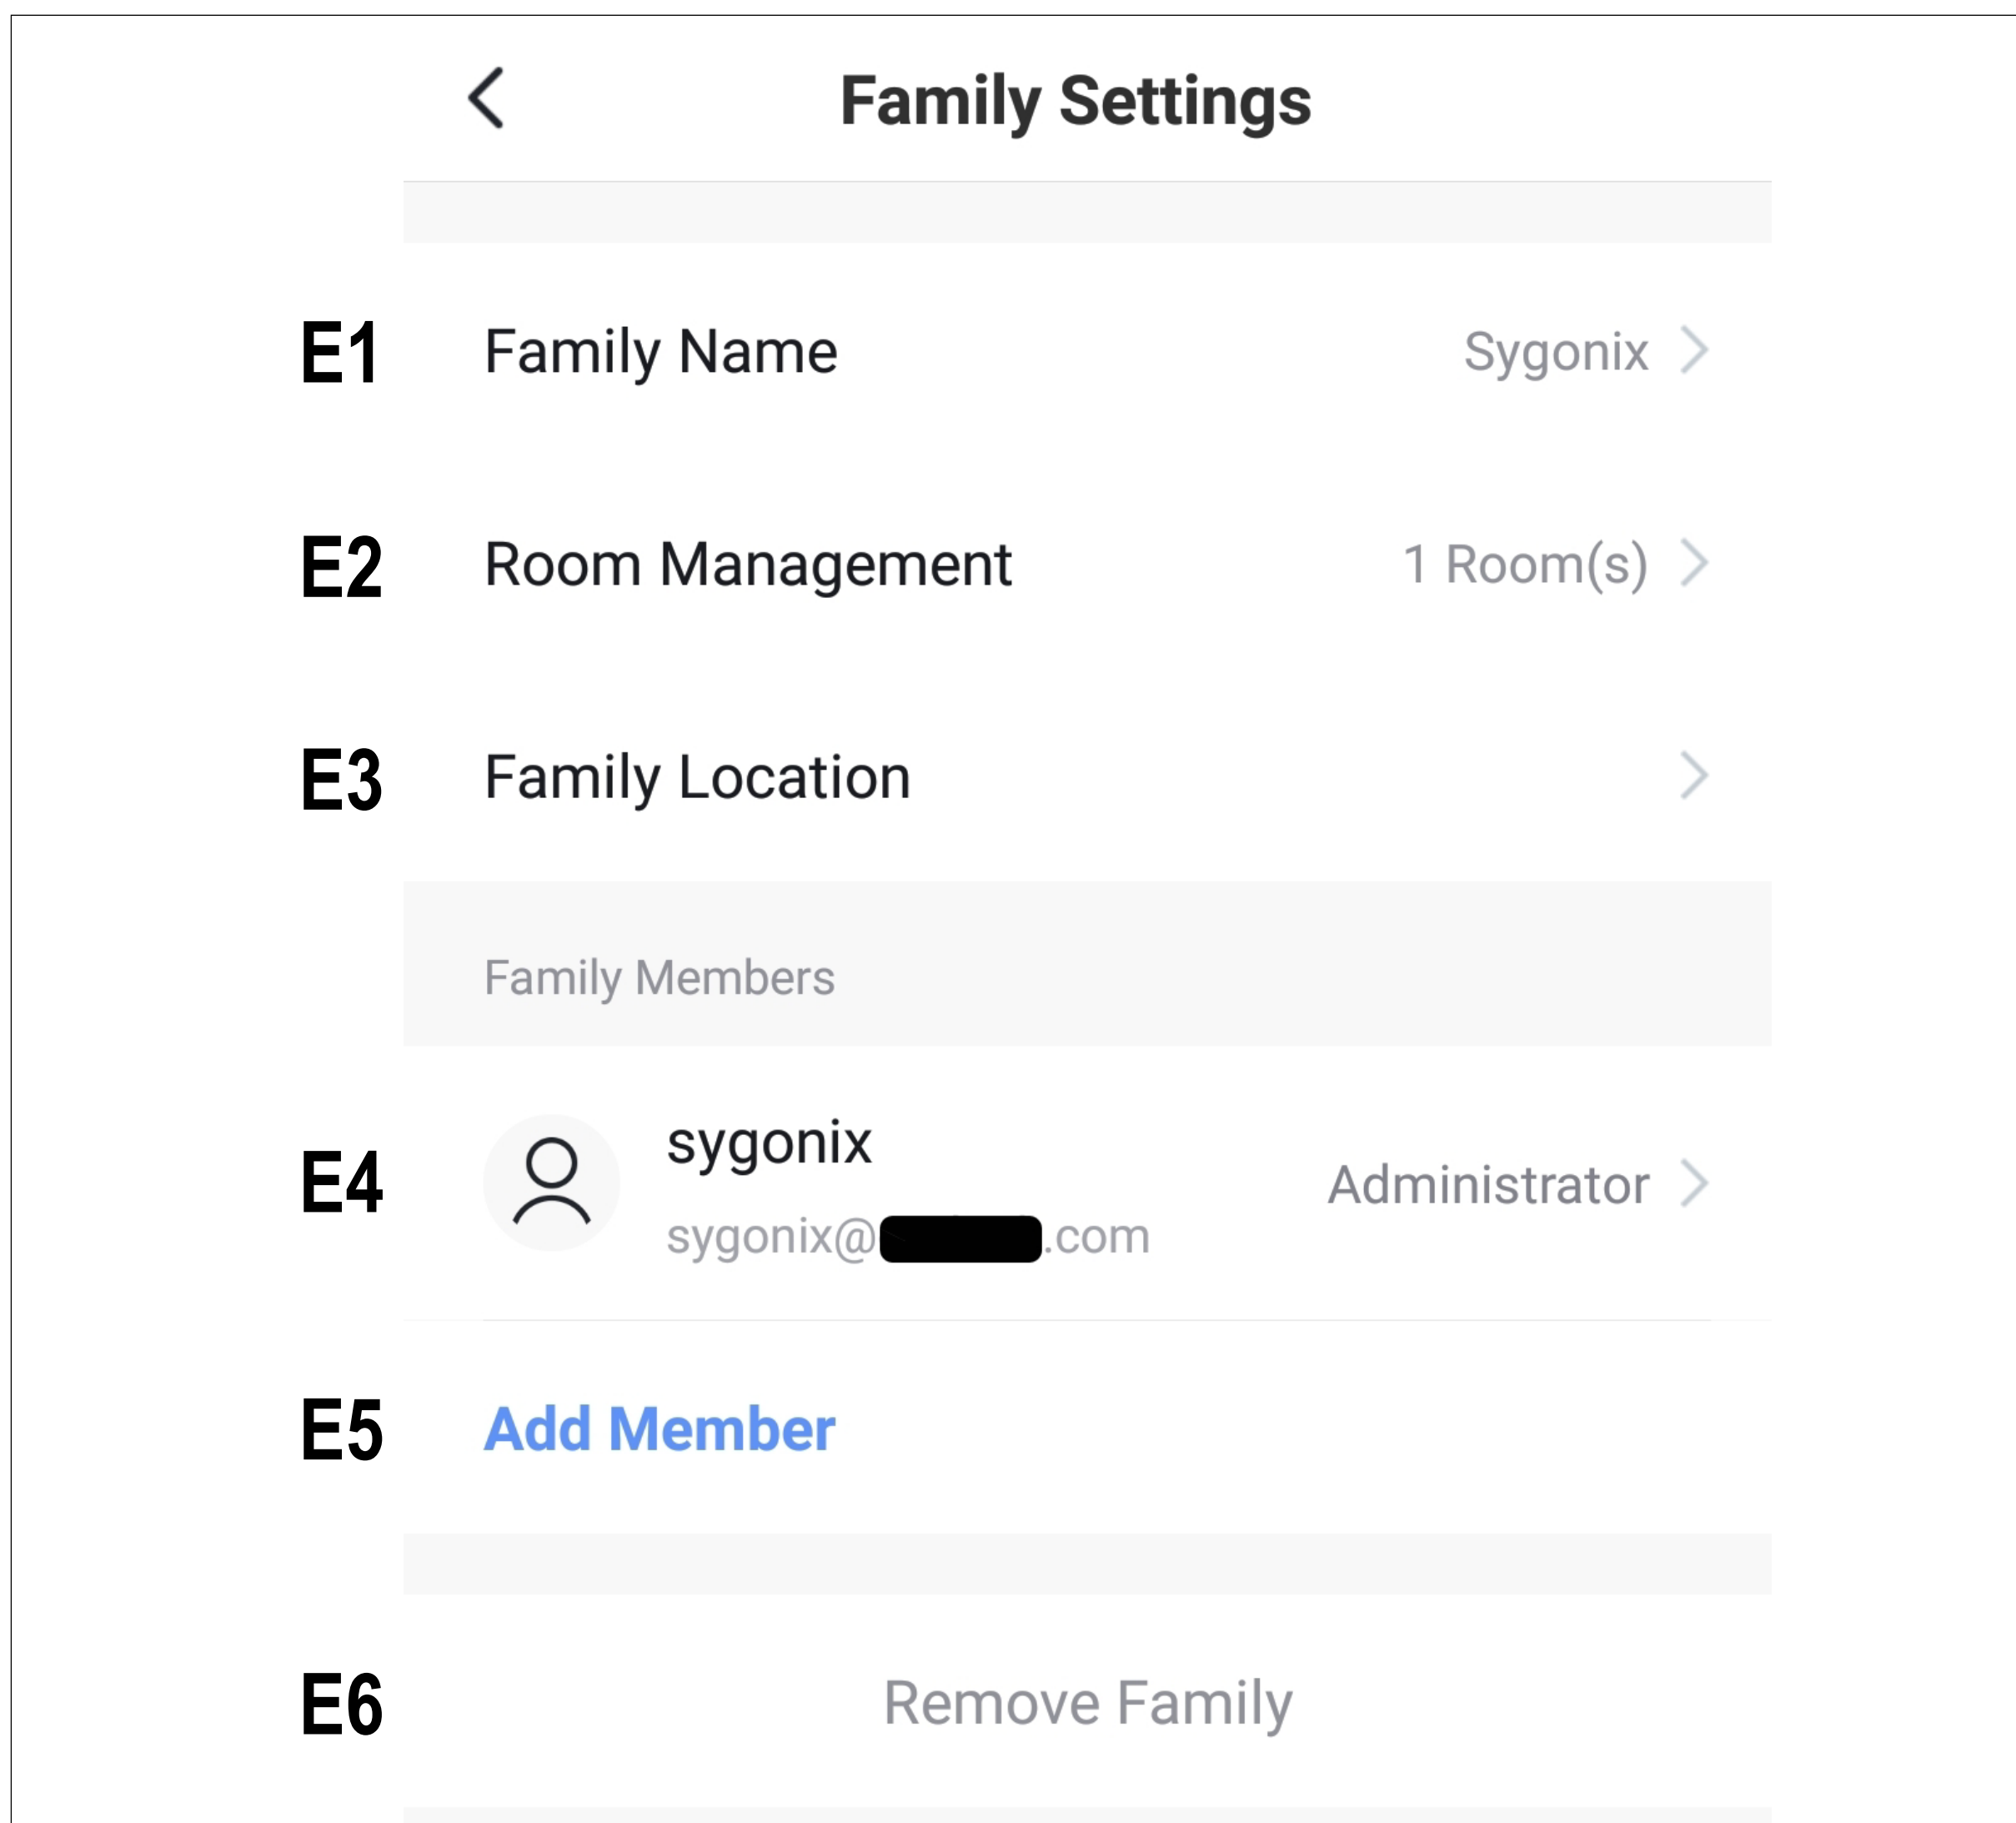 Family Settings
E1 Family Name Sygonix
E2 Room Management 1 Room(s)
E3 Family Location
Family Members
sygonix
E4 Administrator
sygonix@ .com
E5 Add Member
E6 Remove Family